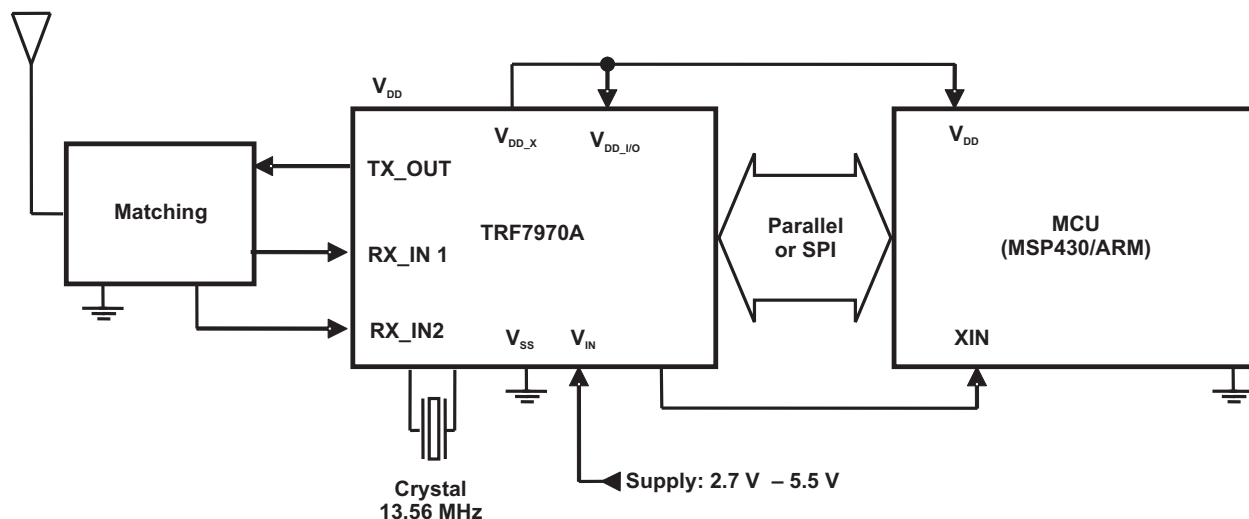 V_DD
TX_OUT
V_DD_X
V_DD_I/O
V_DD
Matching
TRF7970A
Parallel
or SPI
MCU
(MSP430/ARM)
RX_IN 1
RX_IN2
V_SS
V_IN
XIN
Supply: 2.7 V – 5.5 V
Crystal
13.56 MHz